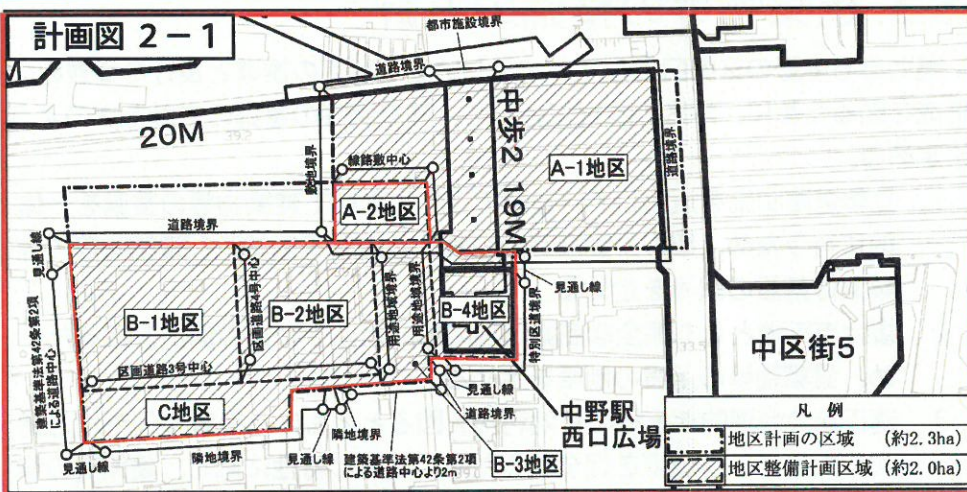 計画図 2-1
都市施設境界
道路境界
20M
中歩2 19M
A-1地区
道路境界
敷地境界
線路敷中心
A-2地区
道路境界
見通し線
建築基準法第42条第2項
による道路中心
B-1地区
区画道路4号中心
B-2地区
用途地域境界
用途地域境界
B-4地区
特別区道境界
見通し線
中区街5
区画道路3号中心
C地区
見通し線
道路境界
中野駅
西口広場
B-3地区
見通し線
隣地境界
見通し線
隣地境界
建築基準法第42条第2項
による道路中心より2m
凡例
地区計画の区域 (約2.3ha)
地区整備計画区域 (約2.0ha)